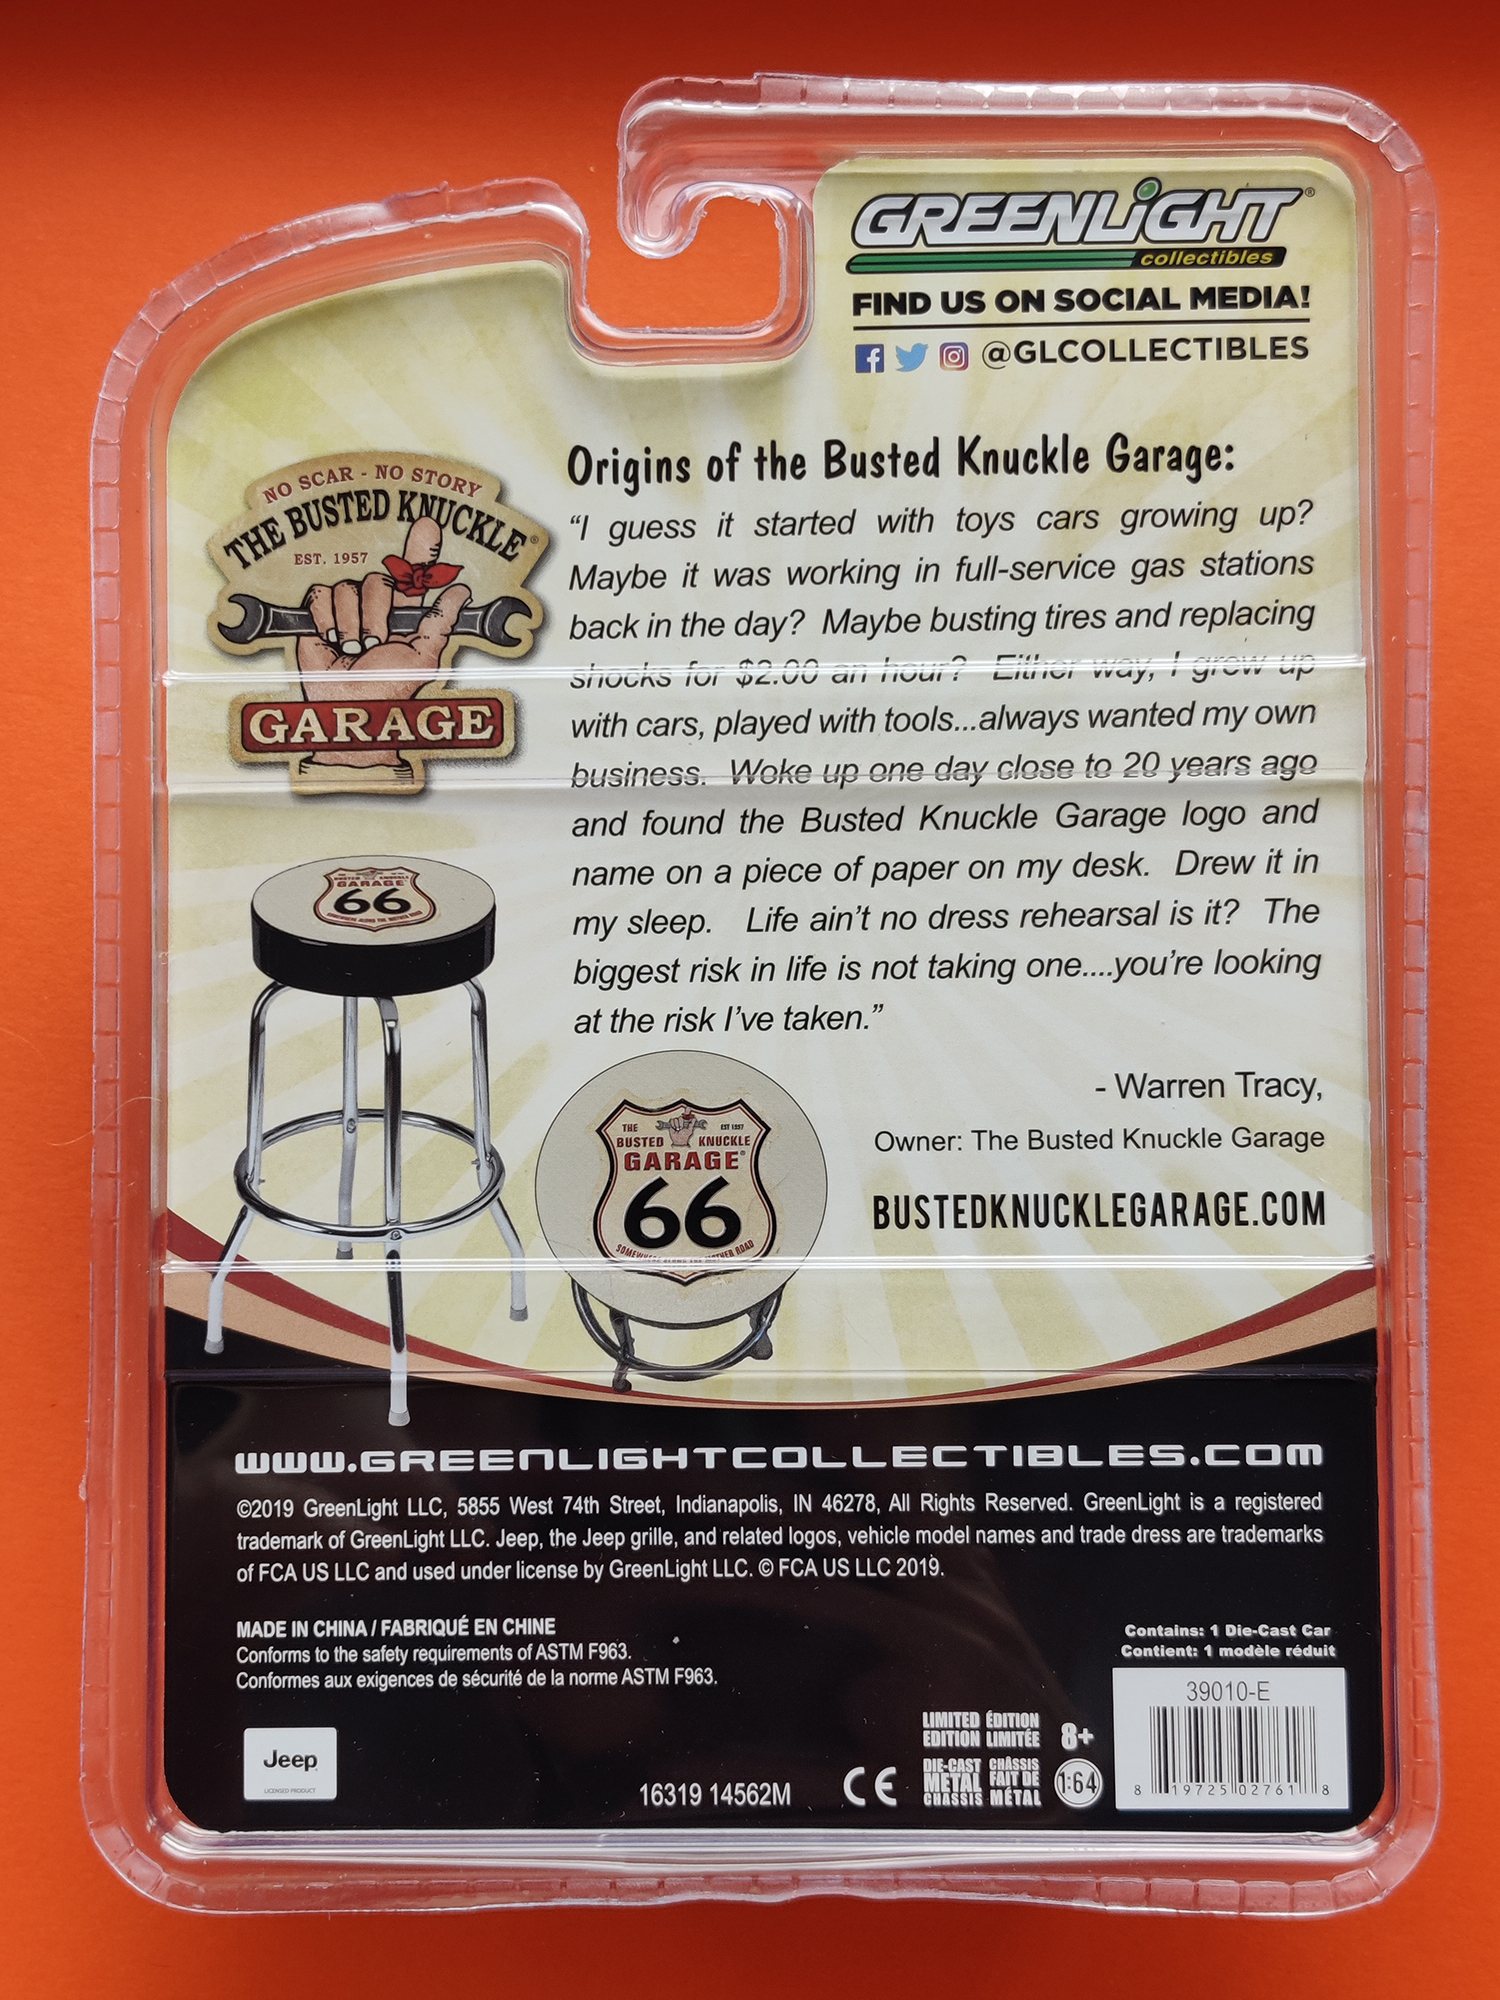 GREENLiGHT®
collectibles
FIND US ON SOCIAL MEDIA!
@GLCOLLECTIBLES
NO SCAR - NO STORY
THE BUSTED KNUCKLE®
EST. 1957
GARAGE
Origins of the Busted Knuckle Garage:
“I guess it started with toys cars growing up?
Maybe it was working in full-service gas stations
back in the day? Maybe busting tires and replacing
shocks for $2.00 an hour? Either way, I grew up
with cars, played with tools...always wanted my own
business. Woke up one day close to 20 years ago
and found the Busted Knuckle Garage logo and
name on a piece of paper on my desk. Drew it in
my sleep. Life ain’t no dress rehearsal is it? The
biggest risk in life is not taking one....you’re looking
at the risk I’ve taken.”
- Warren Tracy,
Owner: The Busted Knuckle Garage
BUSTEDKNUCKLEGARAGE.COM
GARAGE
66
THE EST 1957
BUSTED KNUCKLE
GARAGE®
66
SOMEWHERE ALONG THE MOTHER ROAD
WWW.GREENLIGHTCOLLECTIBLES.COM
©2019 GreenLight LLC, 5855 West 74th Street, Indianapolis, IN 46278, All Rights Reserved. GreenLight is a registered
trademark of GreenLight LLC. Jeep, the Jeep grille, and related logos, vehicle model names and trade dress are trademarks
of FCA US LLC and used under license by GreenLight LLC. © FCA US LLC 2019.
MADE IN CHINA / FABRIQUÉ EN CHINE
Conforms to the safety requirements of ASTM F963.
Conformes aux exigences de sécurité de la norme ASTM F963.
Contains: 1 Die-Cast Car
Contient: 1 modèle réduit
39010-E
8 19725 02761 8
Jeep
LICENSED PRODUCT
16319 14562M
CE
LIMITED EDITION
ÉDITION LIMITÉE
DIE-CAST METAL CHASSIS
CHÂSSIS FAIT DE MÉTAL
8+
1:64